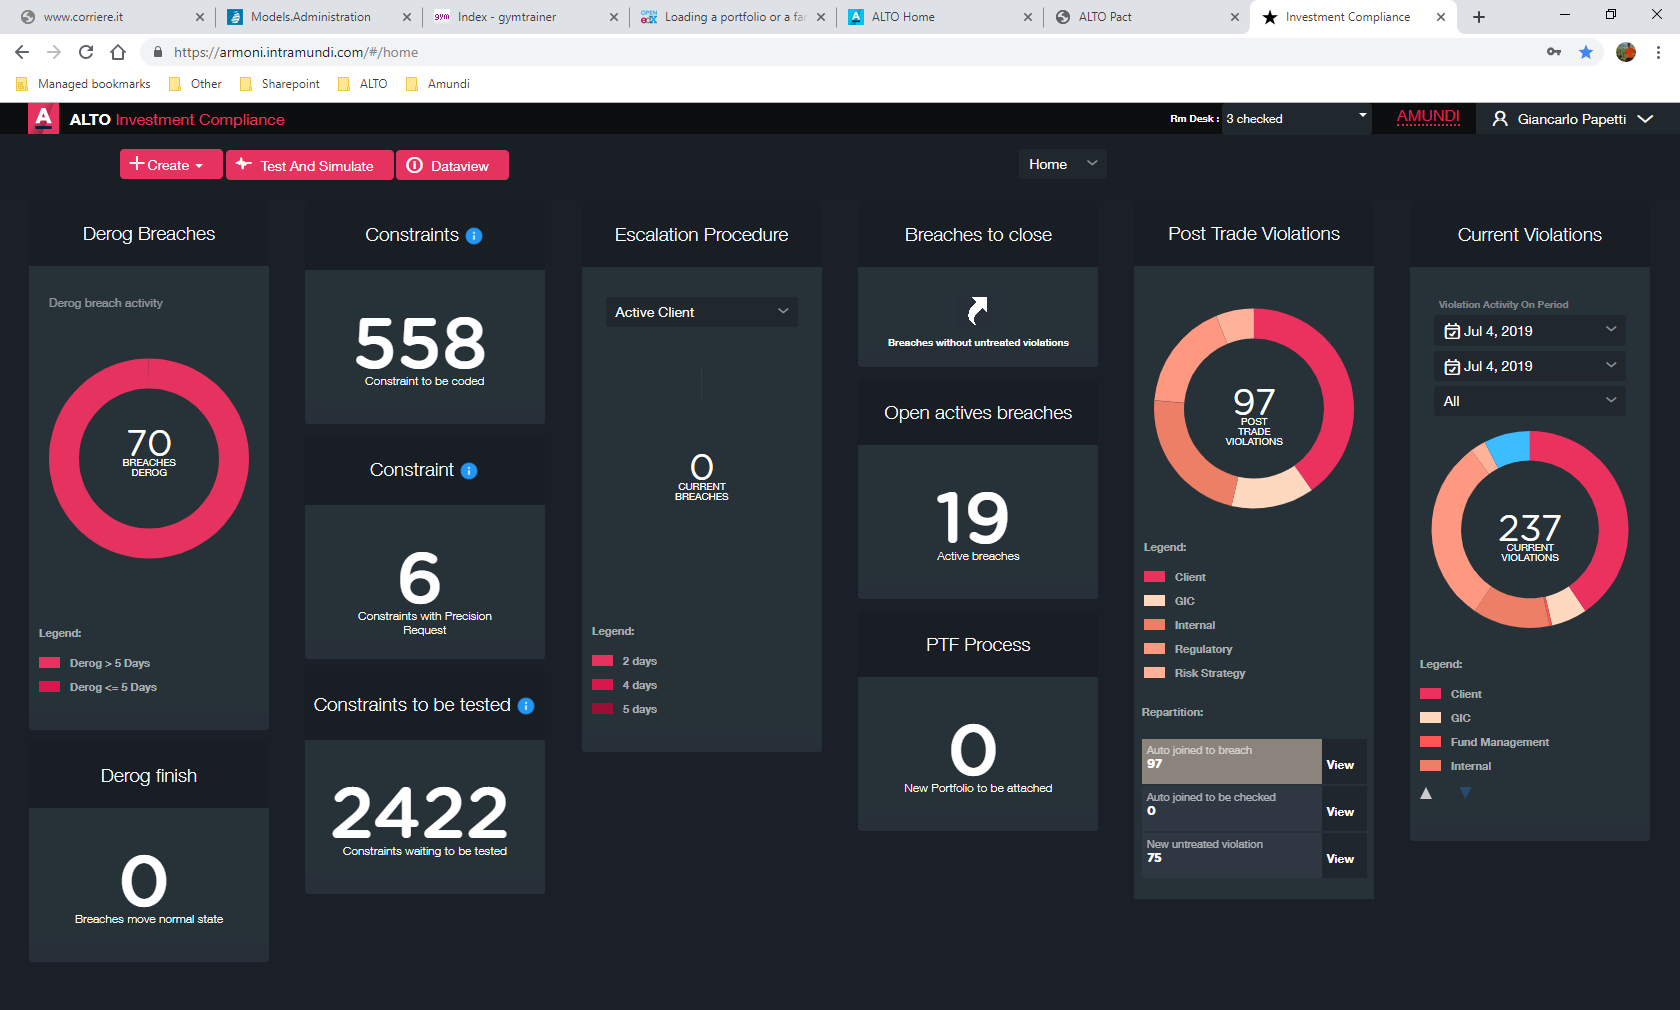 www.corriere.it
Models.Administration
gym Index - gymtrainer
OPEN edX Loading a portfolio or a far
ALTO Home
ALTO Pact
Investment Compliance
https://armoni.intramundi.com/#/home
Managed bookmarks
Other
Sharepoint
ALTO
Amundi
A ALTO Investment Compliance
Rm Desk :
3 checked
AMUNDI
Giancarlo Papetti
Create
Test And Simulate
Dataview
Home
Derog Breaches
Derog breach activity
70
BREACHES
DEROG
Legend:
Derog > 5 Days
Derog <= 5 Days
Derog finish
0
Breaches move normal state
Constraints
558
Constraint to be coded
Constraint
6
Constraints with Precision
Request
Constraints to be tested
2422
Constraints waiting to be tested
Escalation Procedure
Active Client
0
CURRENT
BREACHES
Legend:
2 days
4 days
5 days
Breaches to close
Breaches without untreated violations
Open actives breaches
19
Active breaches
PTF Process
0
New Portfolio to be attached
Post Trade Violations
97
POST
TRADE
VIOLATIONS
Legend:
Client
GIC
Internal
Regulatory
Risk Strategy
Repartition:
Auto joined to breach
97
View
Auto joined to be checked
0
View
New untreated violation
75
View
Current Violations
Violation Activity On Period
Jul 4, 2019
Jul 4, 2019
All
237
CURRENT
VIOLATIONS
Legend:
Client
GIC
Fund Management
Internal